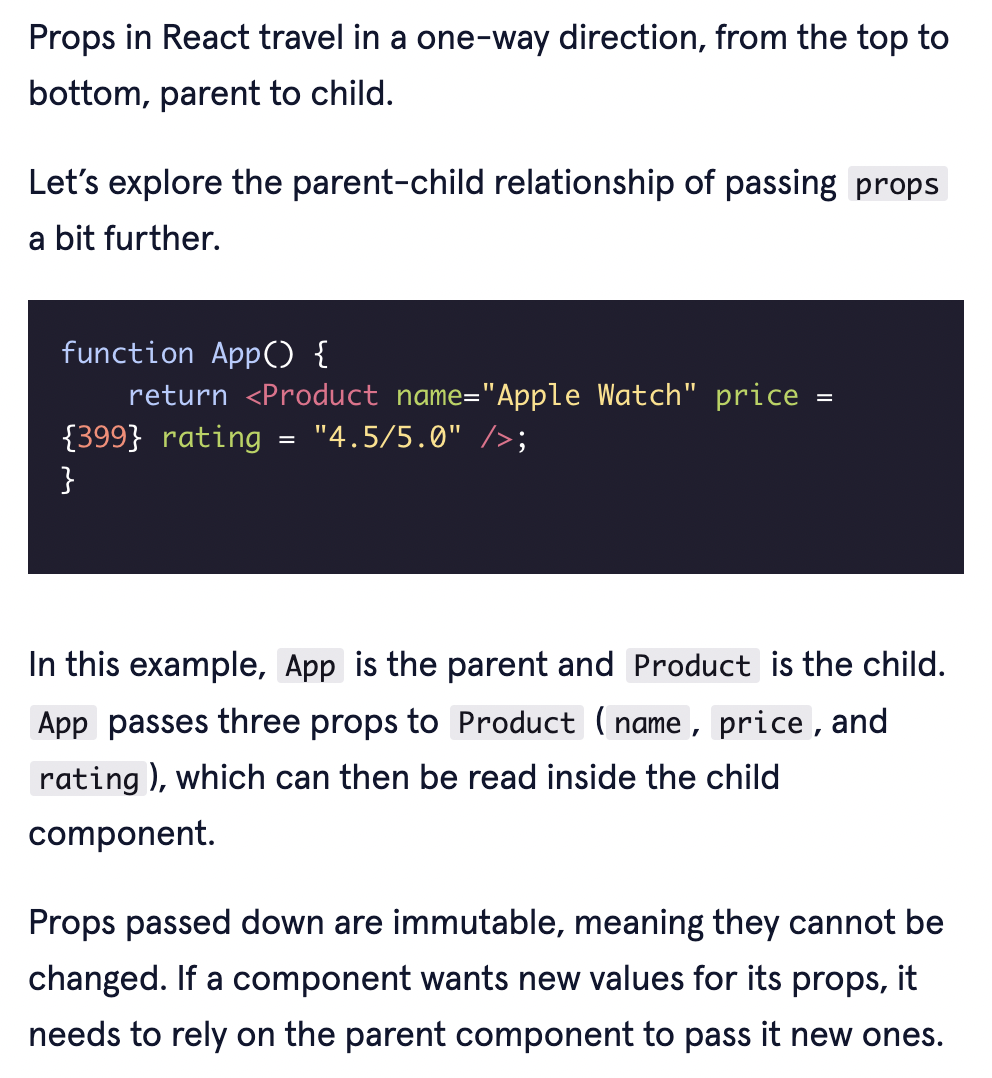 Props in React travel in a one-way direction, from the top to
bottom, parent to child.
Let’s explore the parent-child relationship of passing props
a bit further.
function App() {
    return <Product name="Apple Watch" price =
{399} rating = "4.5/5.0" />;
}
In this example, App is the parent and Product is the child.
App passes three props to Product (name, price, and
rating), which can then be read inside the child
component.
Props passed down are immutable, meaning they cannot be
changed. If a component wants new values for its props, it
needs to rely on the parent component to pass it new ones.